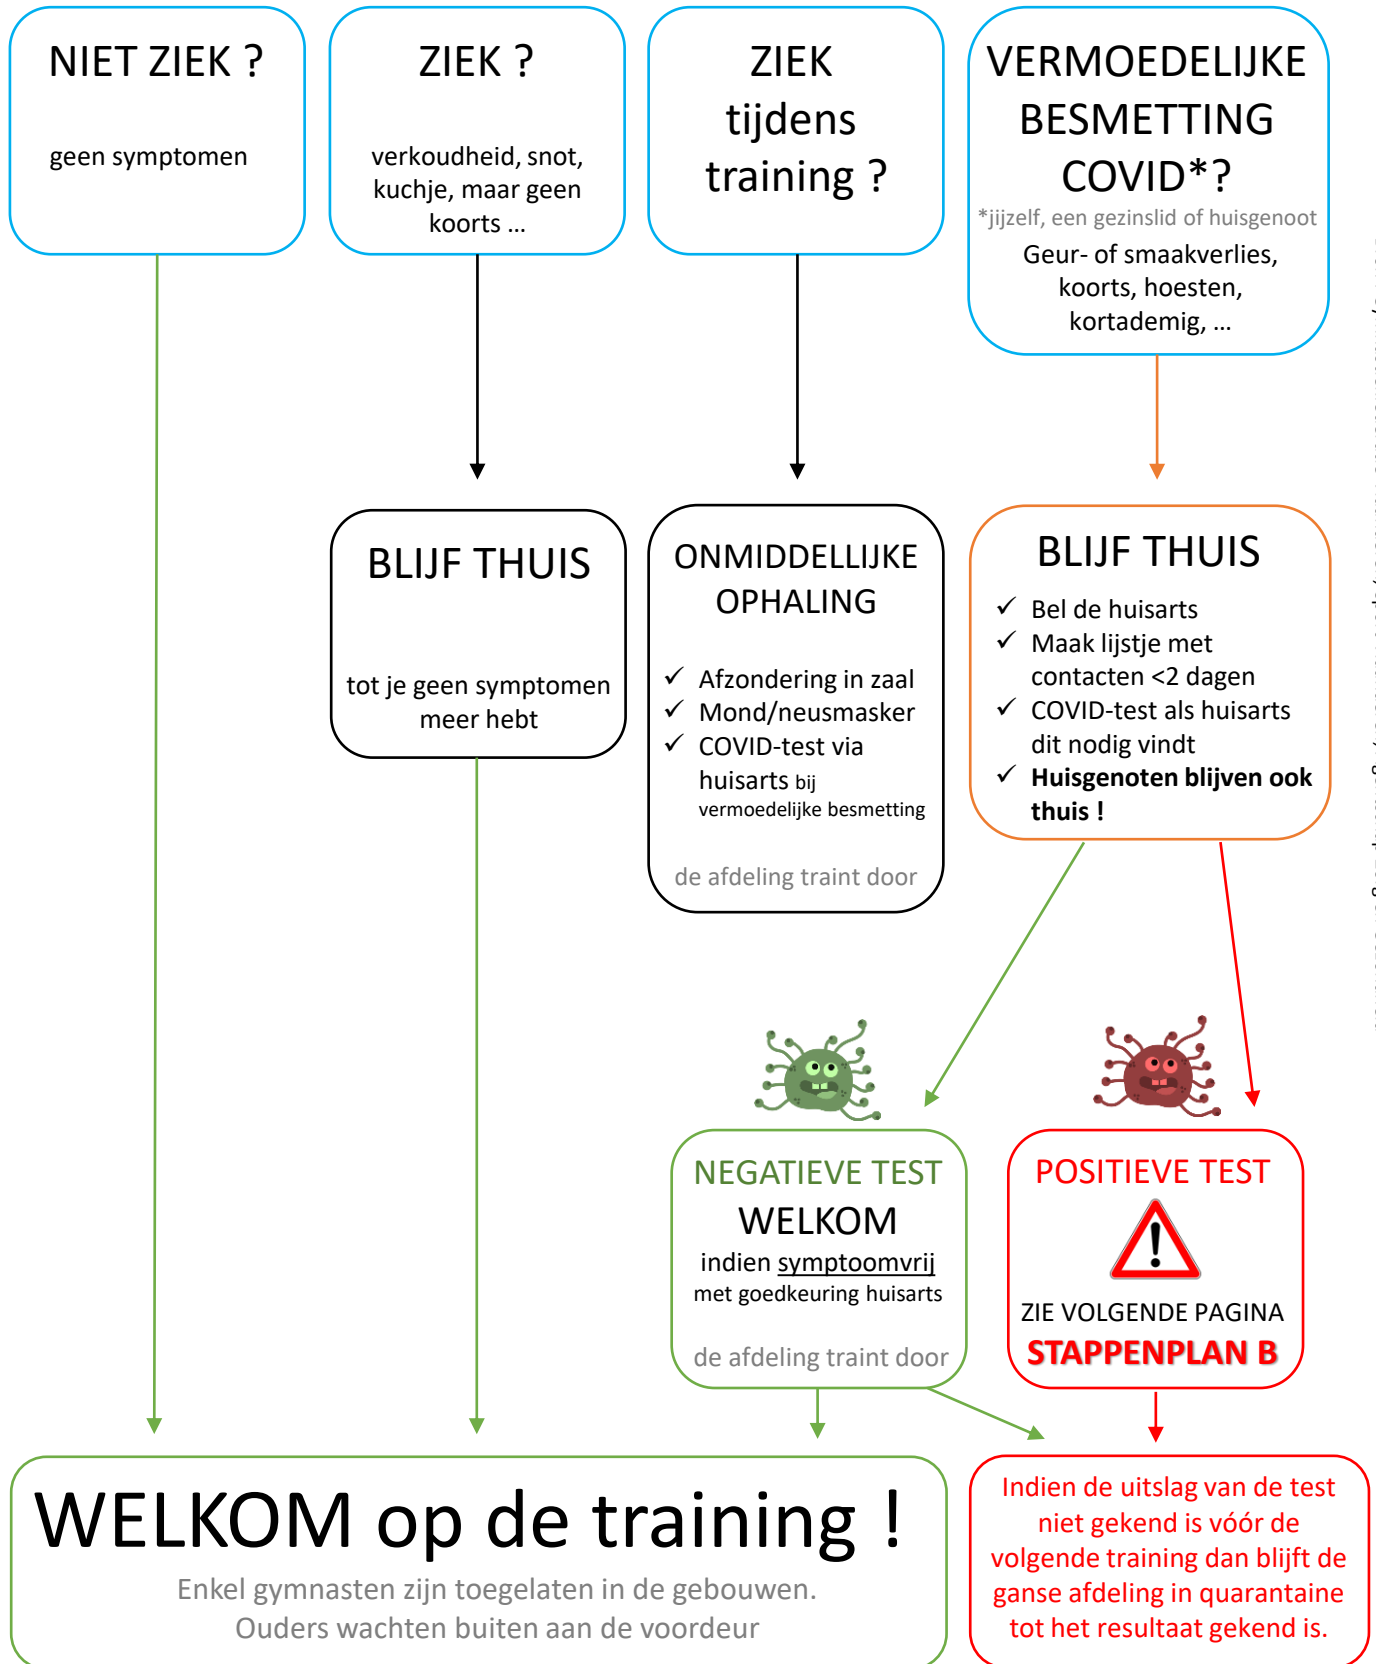 NIET ZIEK ?
geen symptomen
ZIEK ?
verkoudheid, snot,
kuchje, maar geen
koorts ...
ZIEK
tijdens
training ?
VERMOEDELIJKE
BESMETTING
COVID*?
*jijzelf, een gezinslid of huisgenoot
Geur- of smaakverlies,
koorts, hoesten,
kortademig, ...
BLIJF THUIS
tot je geen symptomen
meer hebt
ONMIDDELLIJKE
OPHALING
✓ Afzondering in zaal
✓ Mond/neusmasker
✓ COVID-test via
huisarts bij
vermoedelijke besmetting
de afdeling traint door
BLIJF THUIS
✓ Bel de huisarts
✓ Maak lijstje met
contacten <2 dagen
✓ COVID-test als huisarts
dit nodig vindt
✓ Huisgenoten blijven ook
thuis !
NEGATIEVE TEST
WELKOM
indien symptoomvrij
met goedkeuring huisarts
de afdeling traint door
POSITIEVE TEST
ZIE VOLGENDE PAGINA
STAPPENPLAN B
WELKOM op de training !
Enkel gymnasten zijn toegelaten in de gebouwen.
Ouders wachten buiten aan de voordeur
Indien de uitslag van de test
niet gekend is vóór de
volgende training dan blijft de
ganse afdeling in quarantaine
tot het resultaat gekend is.